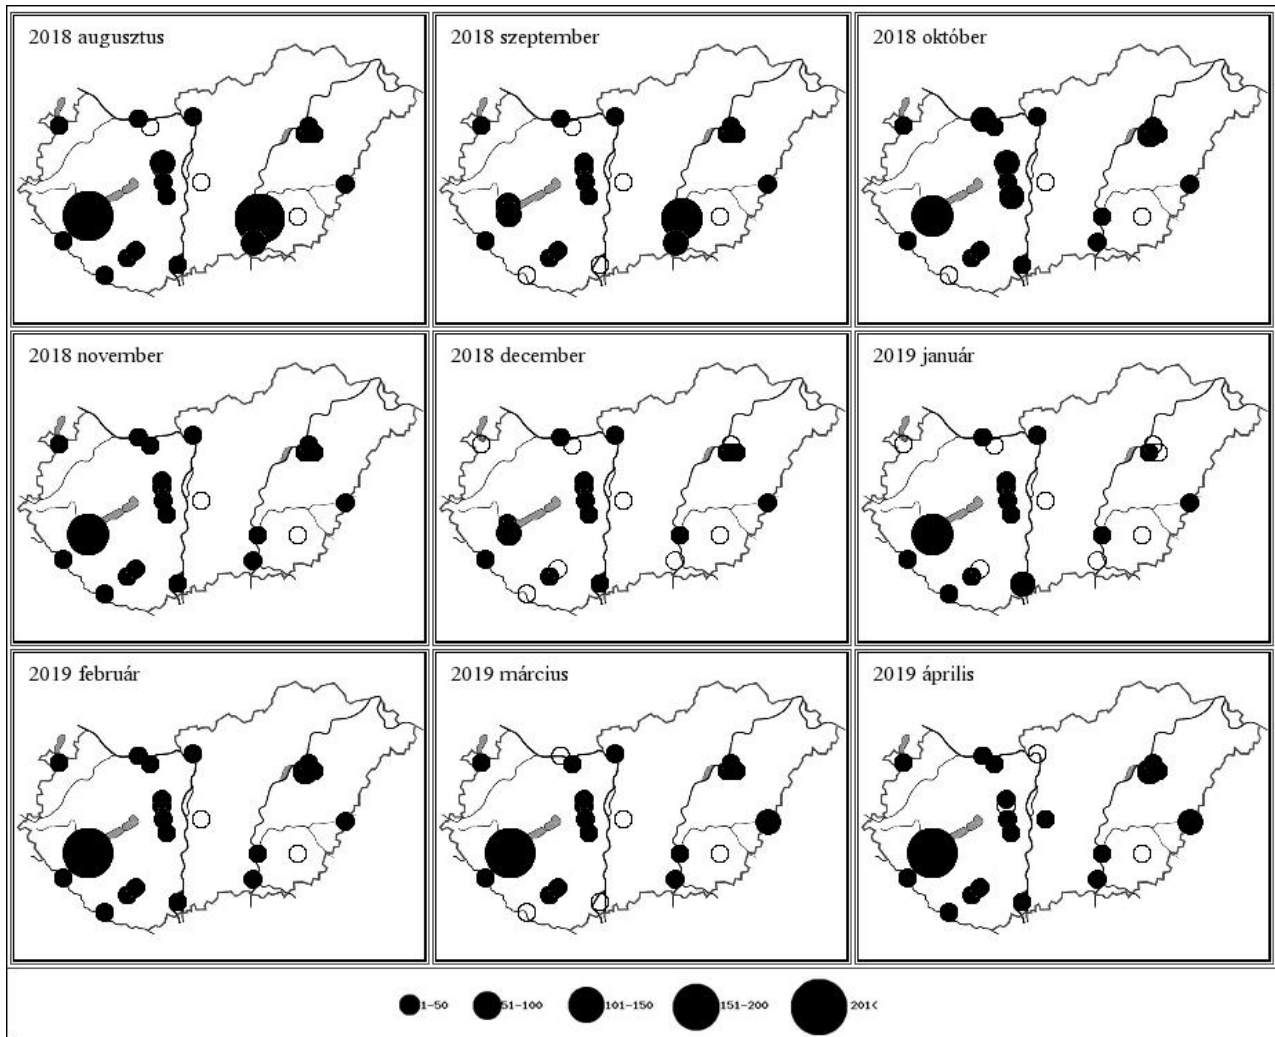 2018 augusztus
2018 szeptember
2018 október
2018 november
2018 december
2019 január
2019 február
2019 március
2019 április
1-50 51-100 101-150 151-200 201<